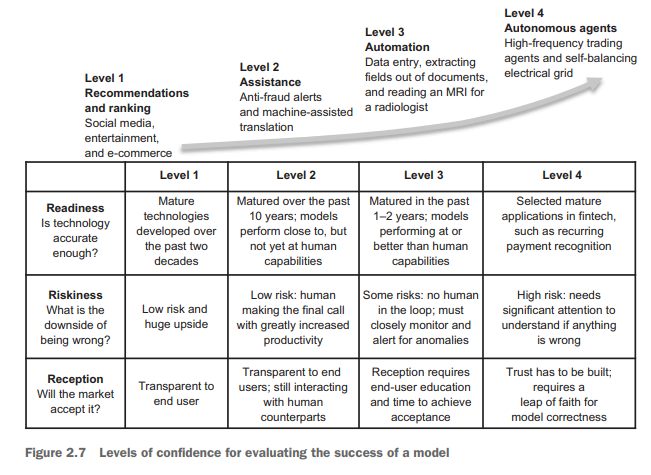 Level 1
Recommendations
and ranking
Social media,
entertainment,
and e-commerce
Level 2
Assistance
Anti-fraud alerts
and machine-assisted
translation
Level 3
Automation
Data entry, extracting
fields out of documents,
and reading an MRI for
a radiologist
Level 4
Autonomous agents
High-frequency trading
agents and self-balancing
electrical grid
Level 1
Level 2
Level 3
Level 4
Readiness
Is technology
accurate
enough?
Mature
technologies
developed over
the past two
decades
Matured over the past
10 years; models
perform close to, but
not yet at human
capabilities
Matured in the past
1–2 years; models
performing at or
better than human
capabilities
Selected mature
applications in fintech,
such as recurring
payment recognition
Riskiness
What is the
downside of
being wrong?
Low risk and
huge upside
Low risk: human
making the final call
with greatly increased
productivity
Some risks: no human
in the loop; must
closely monitor and
alert for anomalies
High risk: needs
significant attention to
understand if anything
is wrong
Reception
Will the market
accept it?
Transparent to
end user
Transparent to end
users; still interacting
with human
counterparts
Reception requires
end-user education
and time to achieve
acceptance
Trust has to be built;
requires a
leap of faith for
model correctness
Figure 2.7 Levels of confidence for evaluating the success of a model